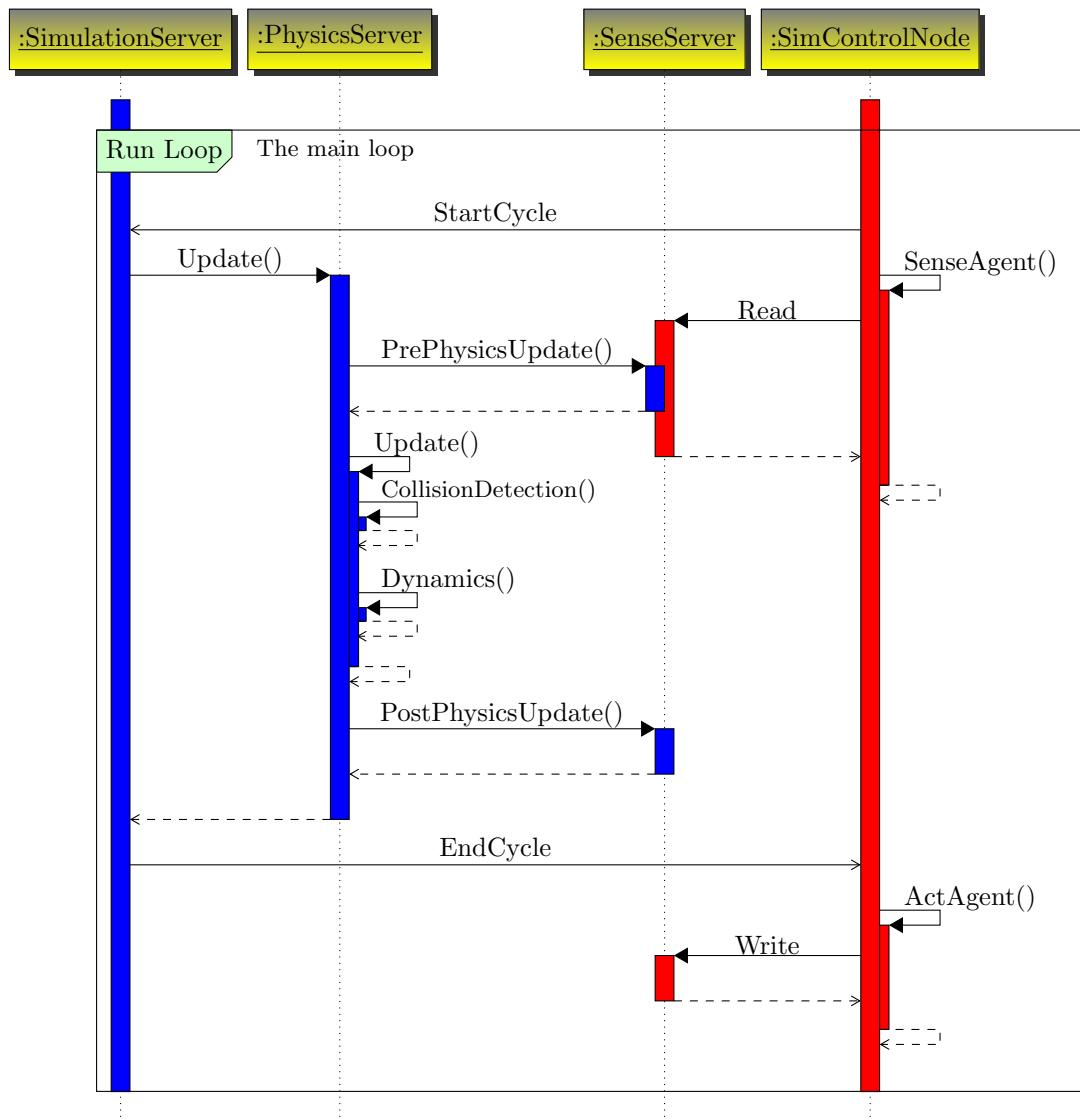 :SimulationServer
:PhysicsServer
:SenseServer
:SimControlNode
Run Loop
The main loop
StartCycle
Update()
SenseAgent()
Read
PrePhysicsUpdate()
Update()
CollisionDetection()
Dynamics()
PostPhysicsUpdate()
EndCycle
ActAgent()
Write